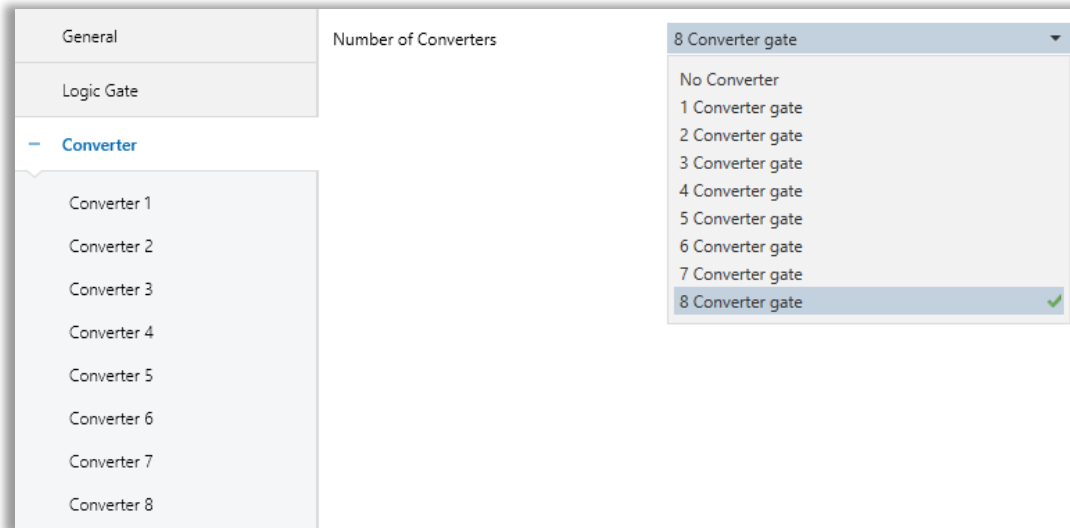 General
Logic Gate
Converter
Converter 1
Converter 2
Converter 3
Converter 4
Converter 5
Converter 6
Converter 7
Converter 8
Number of Converters
8 Converter gate
No Converter
1 Converter gate
2 Converter gate
3 Converter gate
4 Converter gate
5 Converter gate
6 Converter gate
7 Converter gate
8 Converter gate